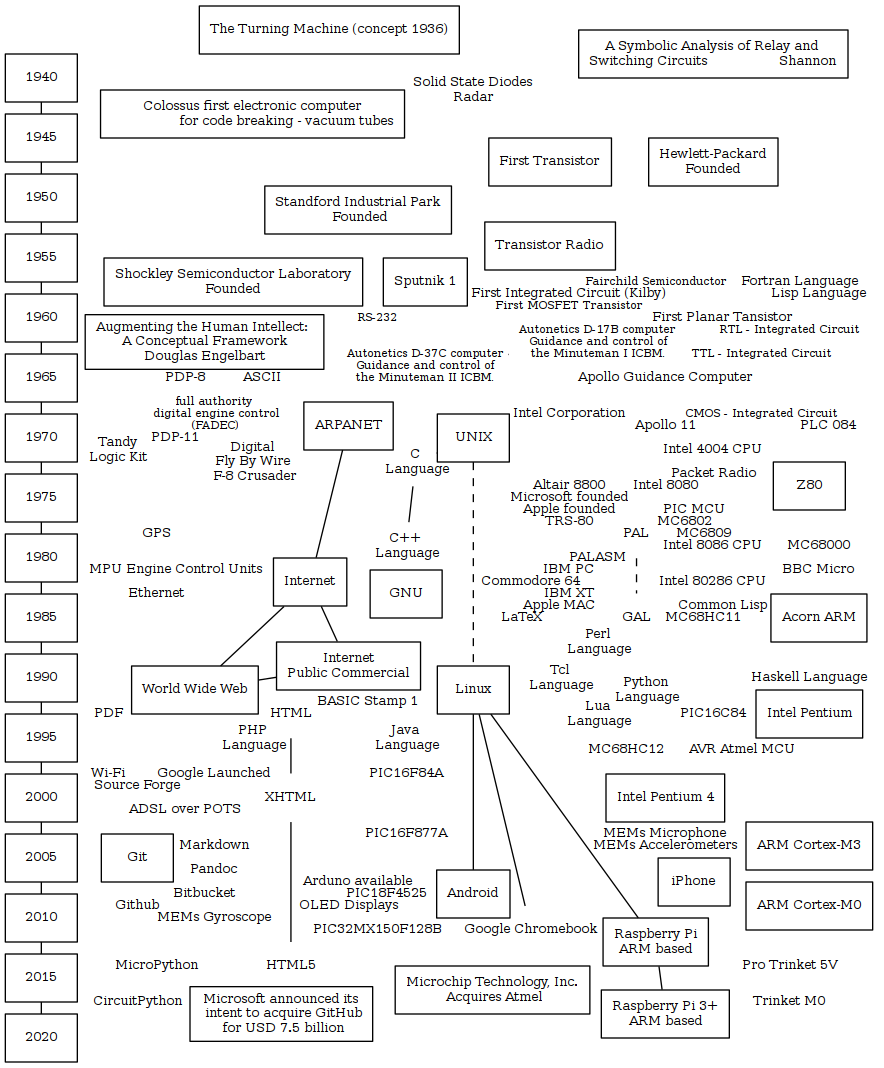 The Turning Machine (concept 1936)
A Symbolic Analysis of Relay and
Switching Circuits Shannon
1940
Solid State Diodes
Radar
Colossus first electronic computer
for code breaking - vacuum tubes
1945
First Transistor
Hewlett-Packard
Founded
1950
Standford Industrial Park
Founded
Transistor Radio
1955
Shockley Semiconductor Laboratory
Founded
Sputnik 1
Fairchild Semiconductor
Fortran Language
First Integrated Circuit (Kilby)
Lisp Language
First MOSFET Transistor
1960
RS-232
First Planar Tansistor
Augmenting the Human Intellect:
A Conceptual Framework
Douglas Engelbart
Autonetics D-17B computer
Guidance and control of
the Minuteman I ICBM.
RTL - Integrated Circuit
TTL - Integrated Circuit
Autonetics D-37C computer
Guidance and control of
the Minuteman II ICBM.
1965
PDP-8
ASCII
Apollo Guidance Computer
full authority
digital engine control
(FADEC)
ARPANET
Intel Corporation
CMOS - Integrated Circuit
Apollo 11
PLC 084
1970
Tandy
Logic Kit
PDP-11
Digital
Fly By Wire
F-8 Crusader
UNIX
C
Language
Intel 4004 CPU
Packet Radio
Z80
1975
Altair 8800
Intel 8080
Microsoft founded
Apple founded
PIC MCU
TRS-80
MC6802
GPS
PAL
MC6809
C++
Language
Intel 8086 CPU
MC68000
1980
PALASM
MPU Engine Control Units
IBM PC
BBC Micro
Internet
Commodore 64
Intel 80286 CPU
Ethernet
GNU
IBM XT
Apple MAC
Common Lisp
1985
LaTeX
GAL
MC68HC11
Acorn ARM
Perl
Language
Internet
Public Commercial
1990
World Wide Web
Linux
Tcl
Language
Python
Language
Haskell Language
BASIC Stamp 1
PDF
HTML
Lua
Language
PIC16C84
Intel Pentium
1995
PHP
Language
Java
Language
MC68HC12
AVR Atmel MCU
Wi-Fi
Google Launched
PIC16F84A
Source Forge
2000
XHTML
Intel Pentium 4
ADSL over POTS
PIC16F877A
MEMs Microphone
MEMs Accelerometers
2005
Git
Markdown
ARM Cortex-M3
Pandoc
iPhone
Arduno available
Bitbucket
PIC18F4525
Android
Github
OLED Displays
ARM Cortex-M0
2010
MEMs Gyroscope
PIC32MX150F128B
Google Chromebook
Raspberry Pi
ARM based
MicroPython
HTML5
Pro Trinket 5V
2015
Microchip Technology, Inc.
Acquires Atmel
CircuitPython
Microsoft announced its
intent to acquire GitHub
for USD 7.5 billion
Raspberry Pi 3+
ARM based
Trinket M0
2020